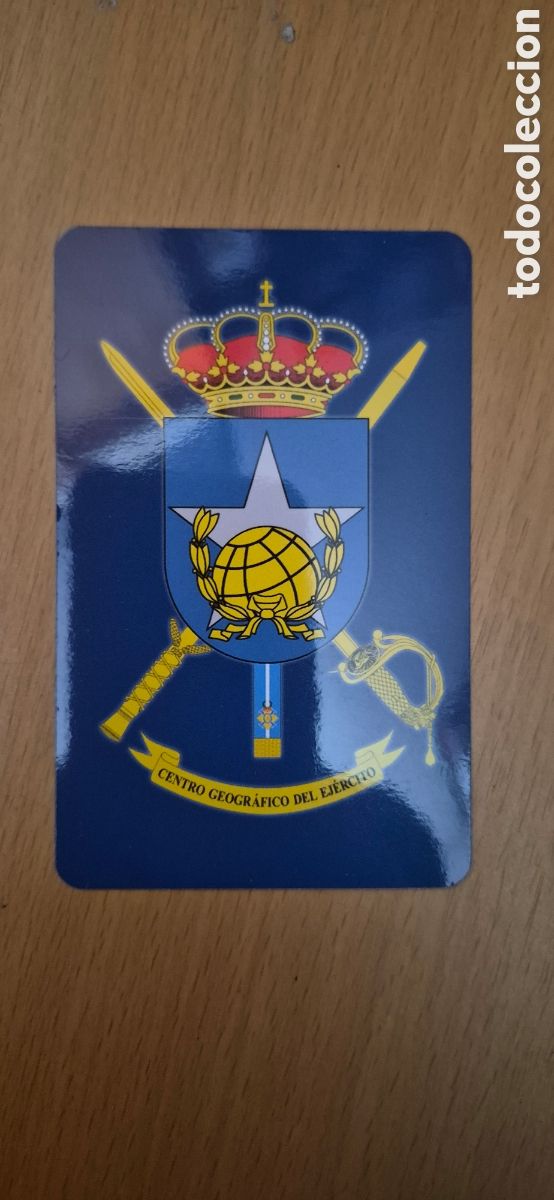 todocoleccion
CENTRO GEOGRÁFICO DEL EJÉRCITO